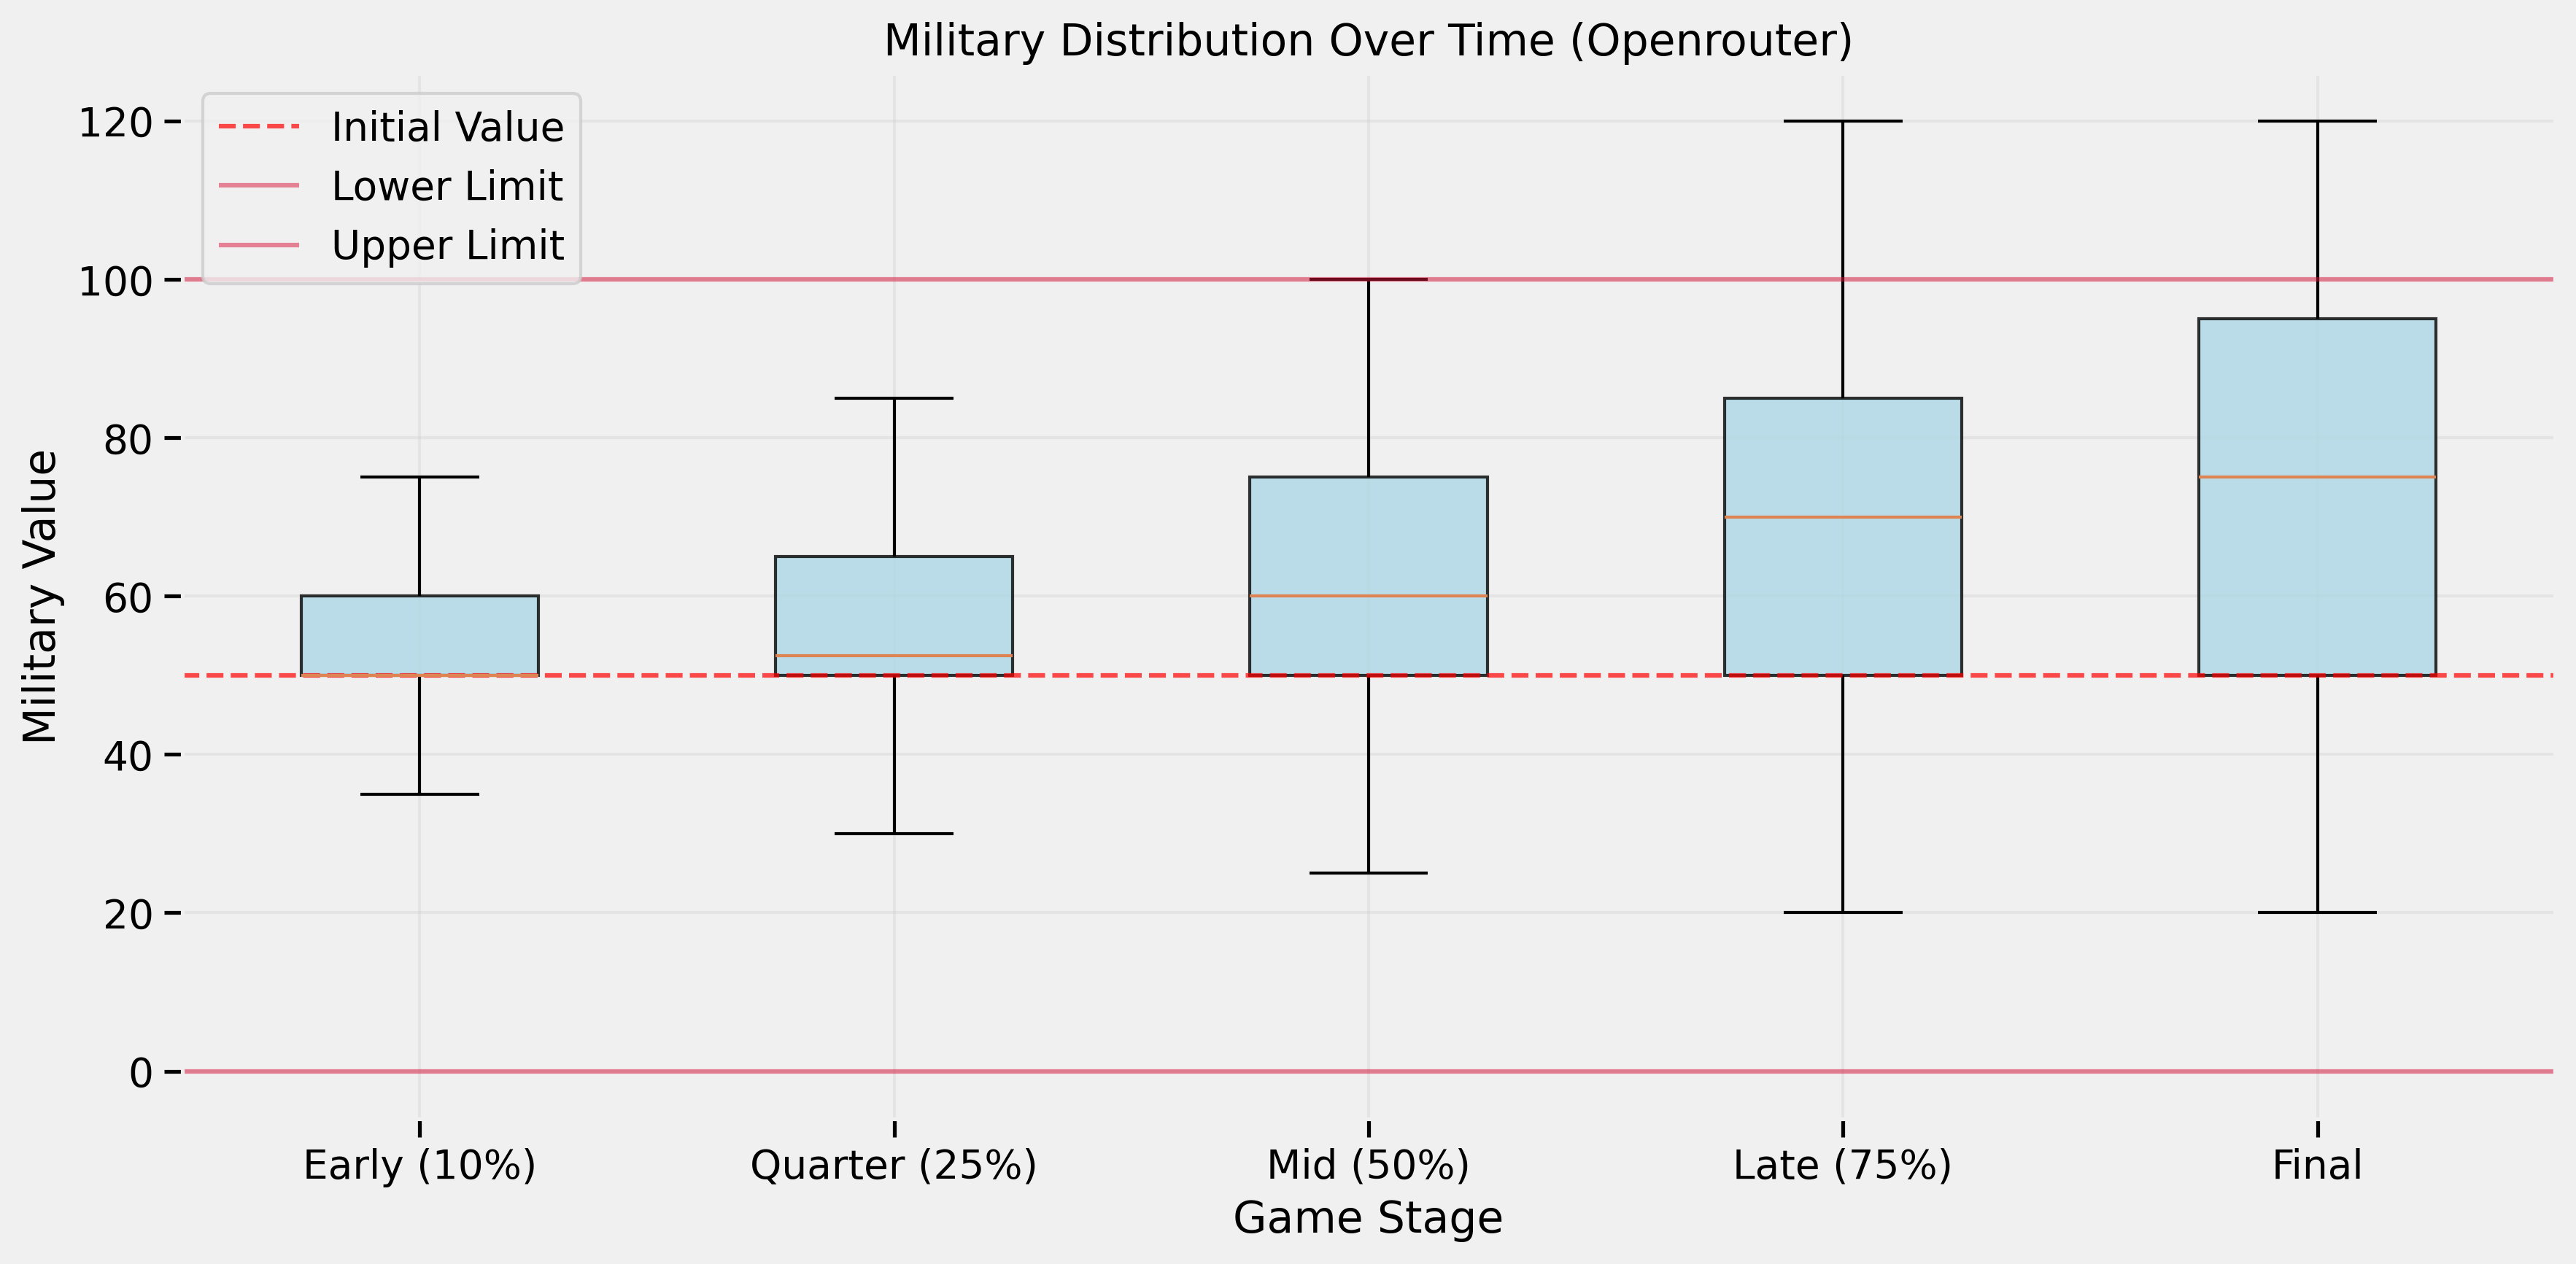 Military Distribution Over Time (Openrouter)
Initial Value
Lower Limit
Upper Limit
Military Value
120
100
80
60
40
20
0
Early (10%)
Quarter (25%)
Mid (50%)
Late (75%)
Final
Game Stage